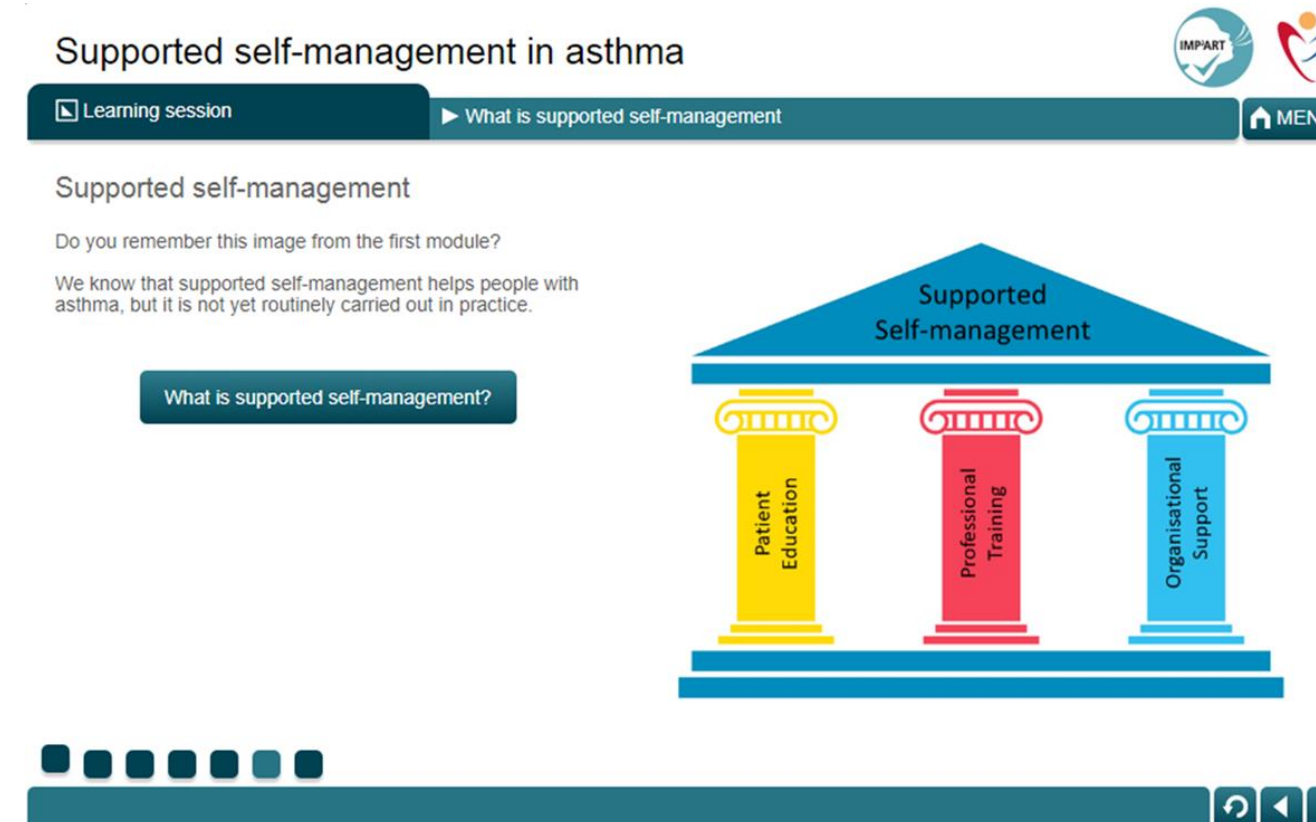 Supported self-management in asthma
IMP²ART
Learning session
What is supported self-management
MEN
Supported self-management
Do you remember this image from the first module?
We know that supported self-management helps people with
asthma, but it is not yet routinely carried out in practice.
What is supported self-management?
Supported
Self-management
Patient
Education
Professional
Training
Organisational
Support